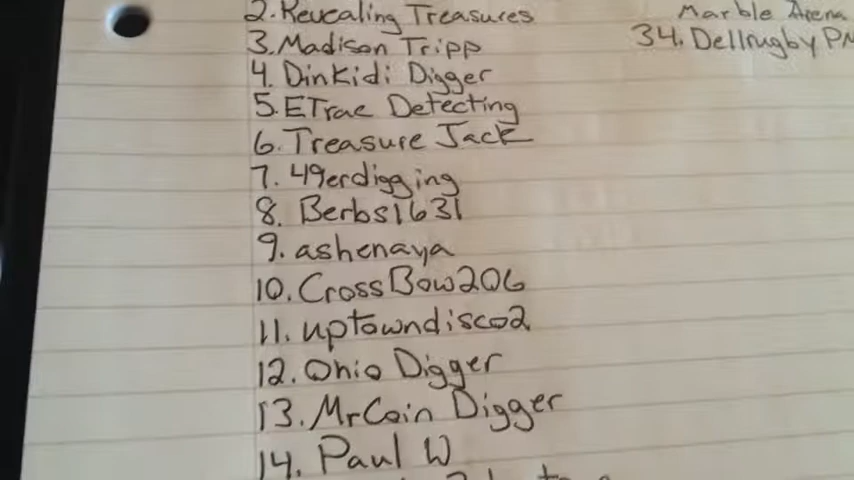 2. Revealing Treasures
3. Madison Tripp
4. DinKidi Digger
5. ETrac Detecting
6. Treasure Jack
7. 49erdigging
8. Berbs1631
9. ashenaya
10. CrossBow206
11. uptowndisco2
12. Ohio Digger
13. MrCoin Digger
14. Paul W
Marble Arena
34. Dellrugby